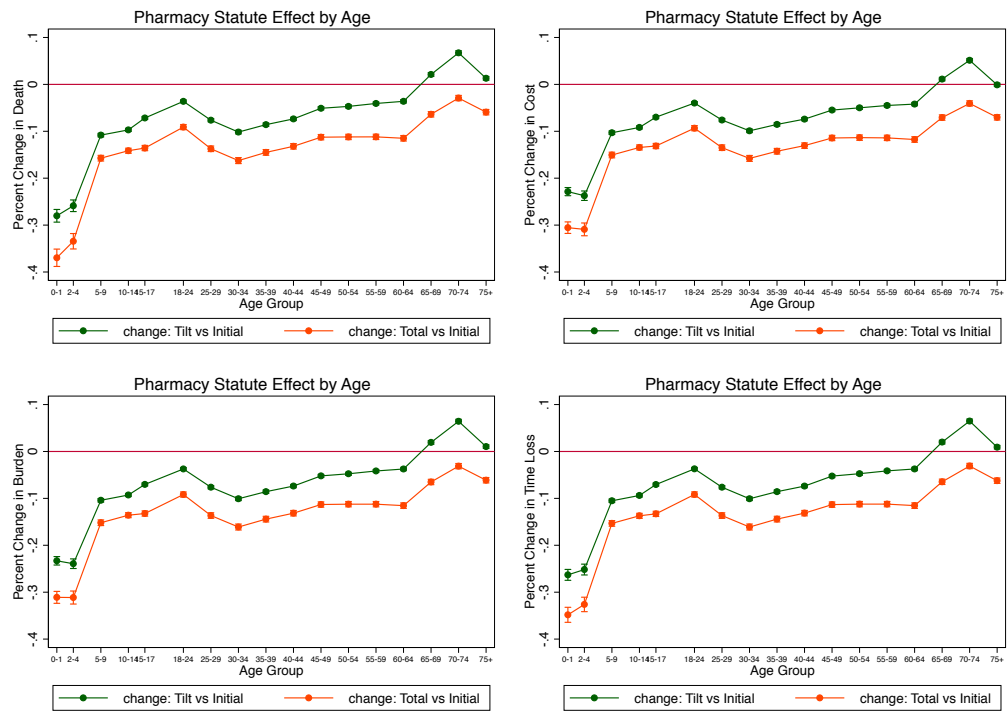 Pharmacy Statute Effect by Age
Percent Change in Death
.1
0
-.1
-.2
-.3
-.4
0-1 2-4 5-9 10-14 15-17 18-24 25-29 30-34 35-39 40-44 45-49 50-54 55-59 60-64 65-69 70-74 75+
Age Group
change: Tilt vs Initial change: Total vs Initial
Pharmacy Statute Effect by Age
Percent Change in Cost
.1
0
-.1
-.2
-.3
-.4
0-1 2-4 5-9 10-14 15-17 18-24 25-29 30-34 35-39 40-44 45-49 50-54 55-59 60-64 65-69 70-74 75+
Age Group
change: Tilt vs Initial change: Total vs Initial
Pharmacy Statute Effect by Age
Percent Change in Burden
.1
0
-.1
-.2
-.3
-.4
0-1 2-4 5-9 10-14 15-17 18-24 25-29 30-34 35-39 40-44 45-49 50-54 55-59 60-64 65-69 70-74 75+
Age Group
change: Tilt vs Initial change: Total vs Initial
Pharmacy Statute Effect by Age
Percent Change in Time Loss
.1
0
-.1
-.2
-.3
-.4
0-1 2-4 5-9 10-14 15-17 18-24 25-29 30-34 35-39 40-44 45-49 50-54 55-59 60-64 65-69 70-74 75+
Age Group
change: Tilt vs Initial change: Total vs Initial